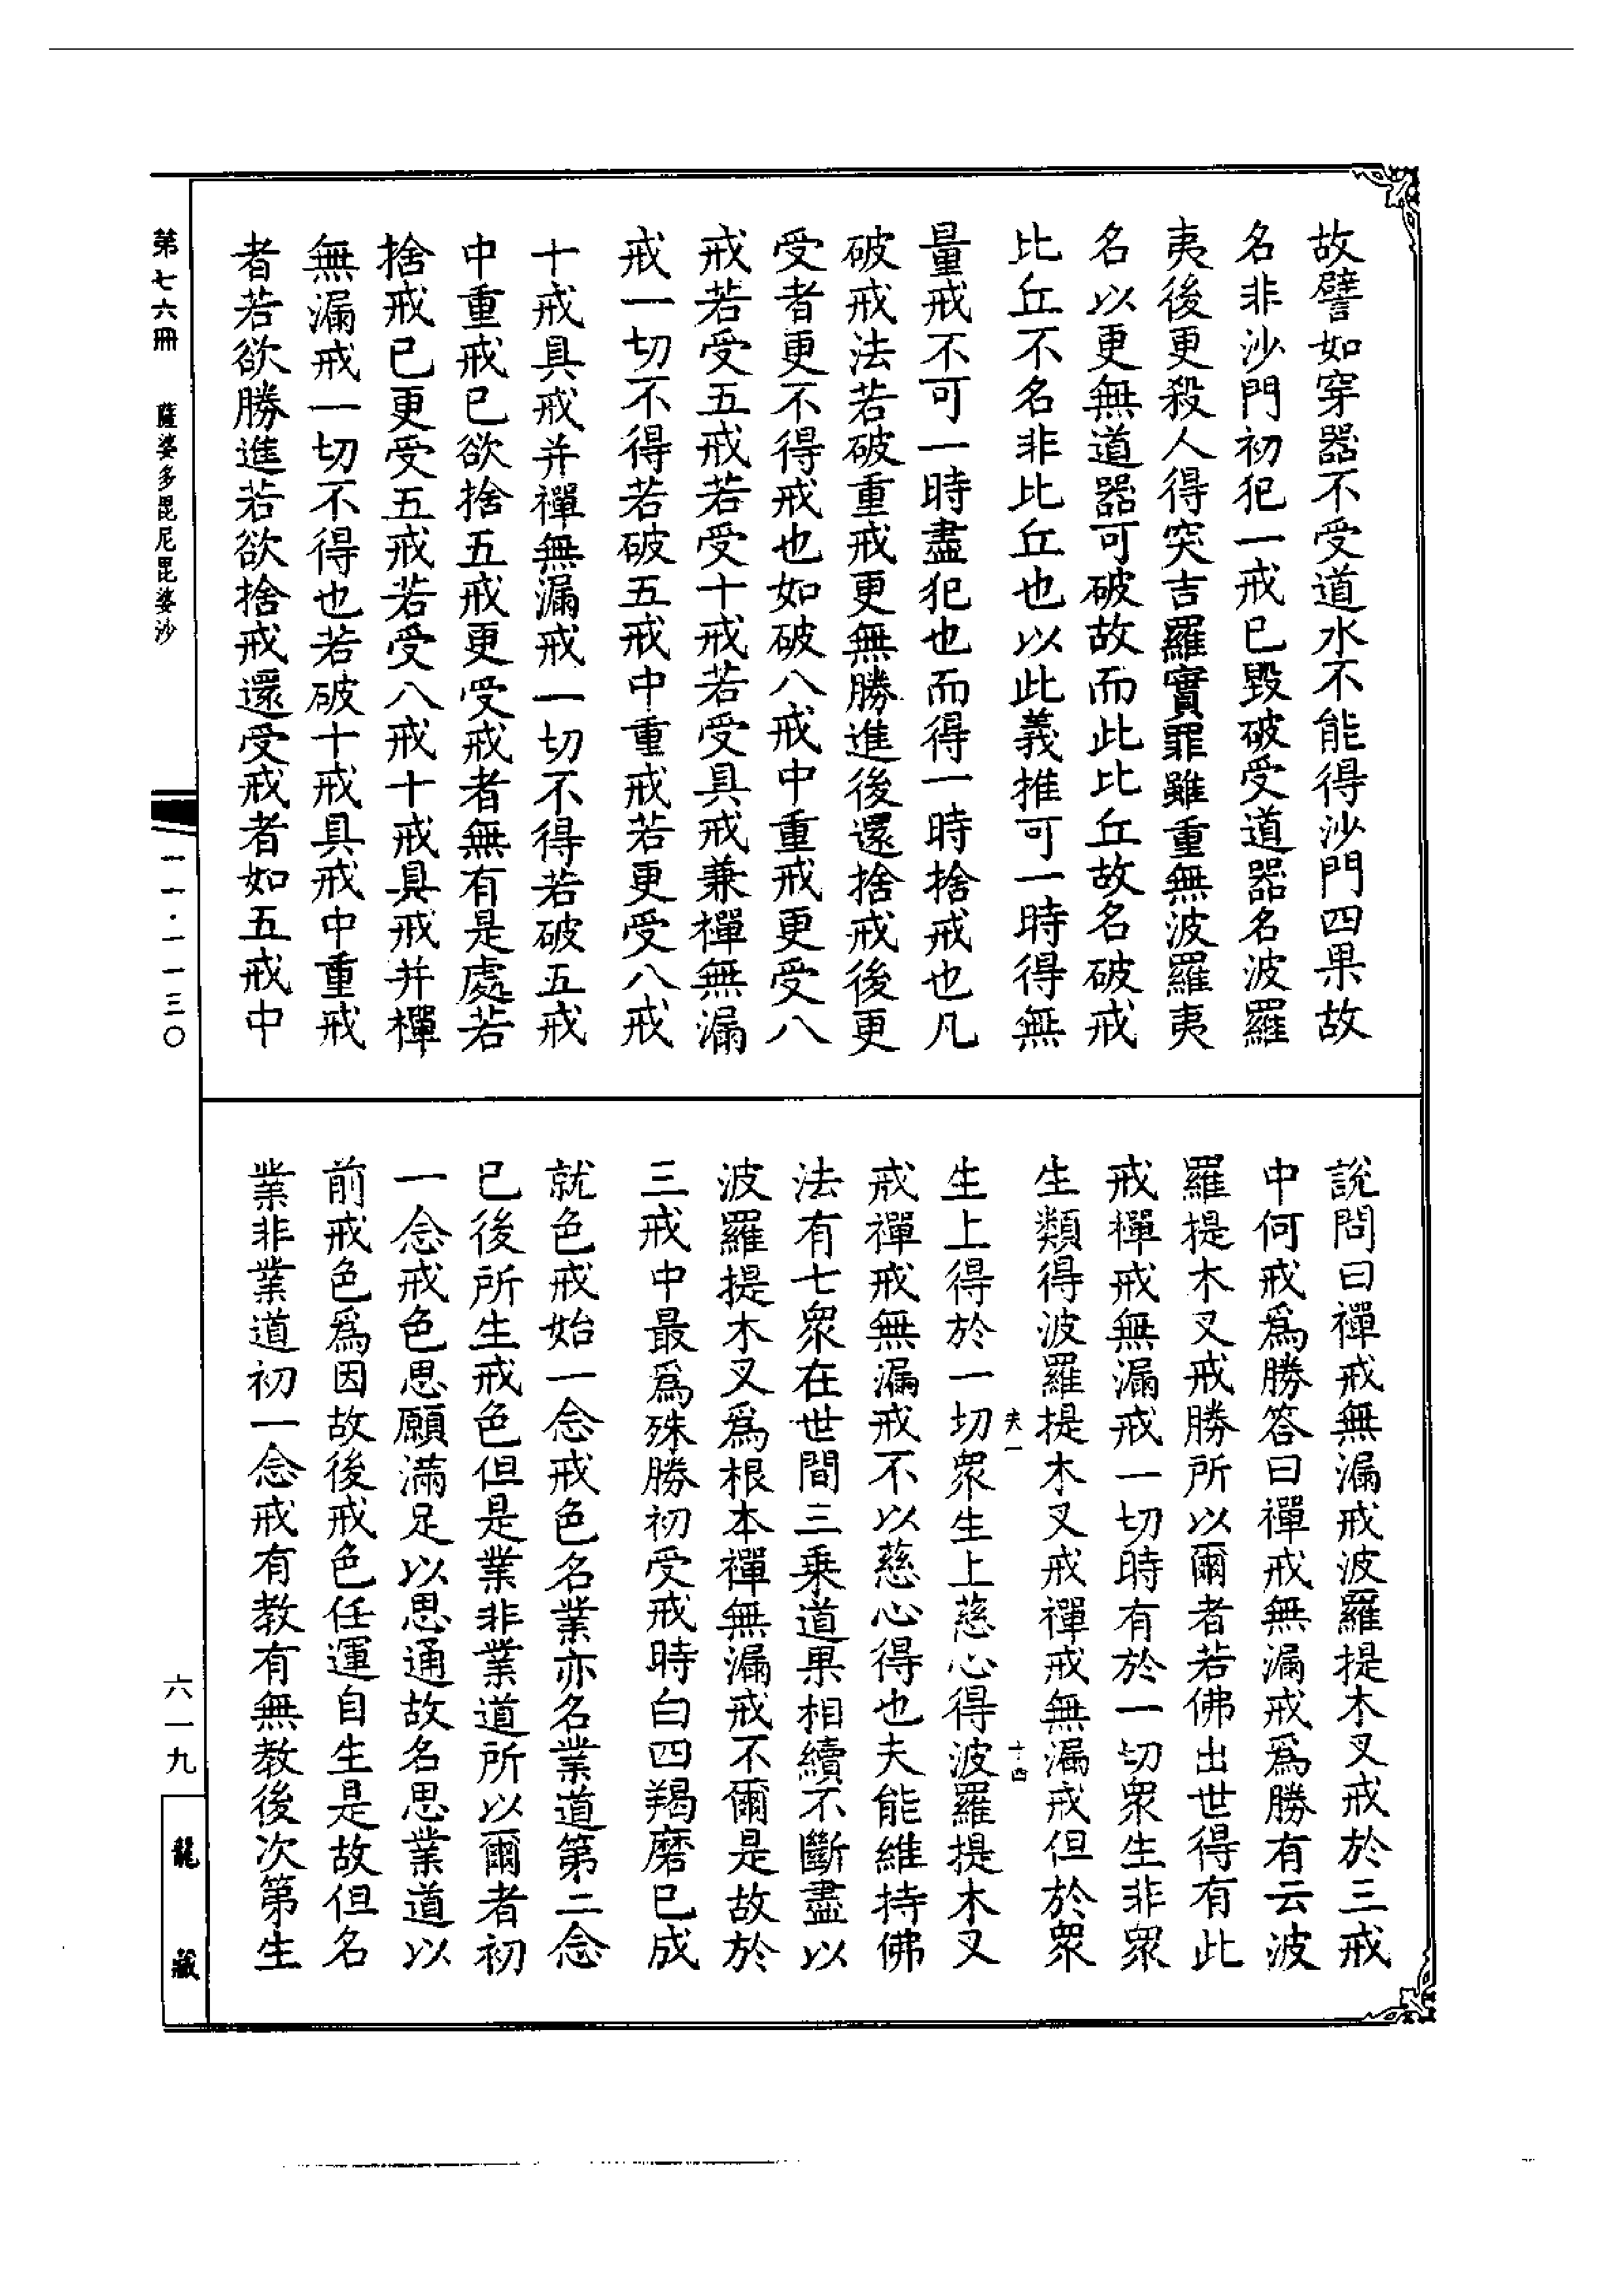 故譬如穿器不受道水不能得沙門四果故
名非沙門初犯一戒已毀破受道器名波羅
夷後更殺人得突吉羅實罪雖重無波羅夷
名以更無道器可破故而此比丘故名破戒
比丘不名非比丘也以此義推可一時得無
量戒不可一時盡犯也而得一時捨戒也凡
破戒法若破重戒更無勝進後還捨戒後更
受者更不得戒也如破八戒中重戒更受八
戒若受五戒若受十戒若受具戒兼禪無漏
戒一切不得若破五戒中重戒若更受八戒
十戒具戒并禪無漏戒一切不得若破五戒
中重戒已欲捨五戒更受戒者無有是處若
捨戒已更受五戒若受八戒十戒具戒并禪
無漏戒一切不得也若破十戒具戒中重戒
者若欲勝進若欲捨戒還受戒者如五戒中
說問曰禪戒無漏戒波羅提木叉戒於三戒
中何戒爲勝答曰禪戒無漏戒爲勝有云波
羅提木叉戒勝所以爾者若佛出世得有此
戒禪戒無漏戒一切時有於一切衆生非衆
生類得波羅提木叉戒禪戒無漏戒但於衆
夫一
十四
生上得於一切衆生上慈心得波羅提木叉
戒禪戒無漏戒不以慈心得也夫能維持佛
法有七衆在世間三乗道果相續不斷盡以
波羅提木叉爲根本禪無漏戒不爾是故於
三戒中最爲殊勝初受戒時白四羯磨已成
就色戒始一念戒色名業亦名業道第二念
已後所生戒色但是業非業道所以爾者初
一念戒色思願滿足以思通故名思業道以
前戒色爲因故後戒色任運自生是故但名
業非業道初一念戒有教有無教後次第生
第七六冊
薩婆多毘尼毘婆沙
一一·一一三〇
六一九
龍藏